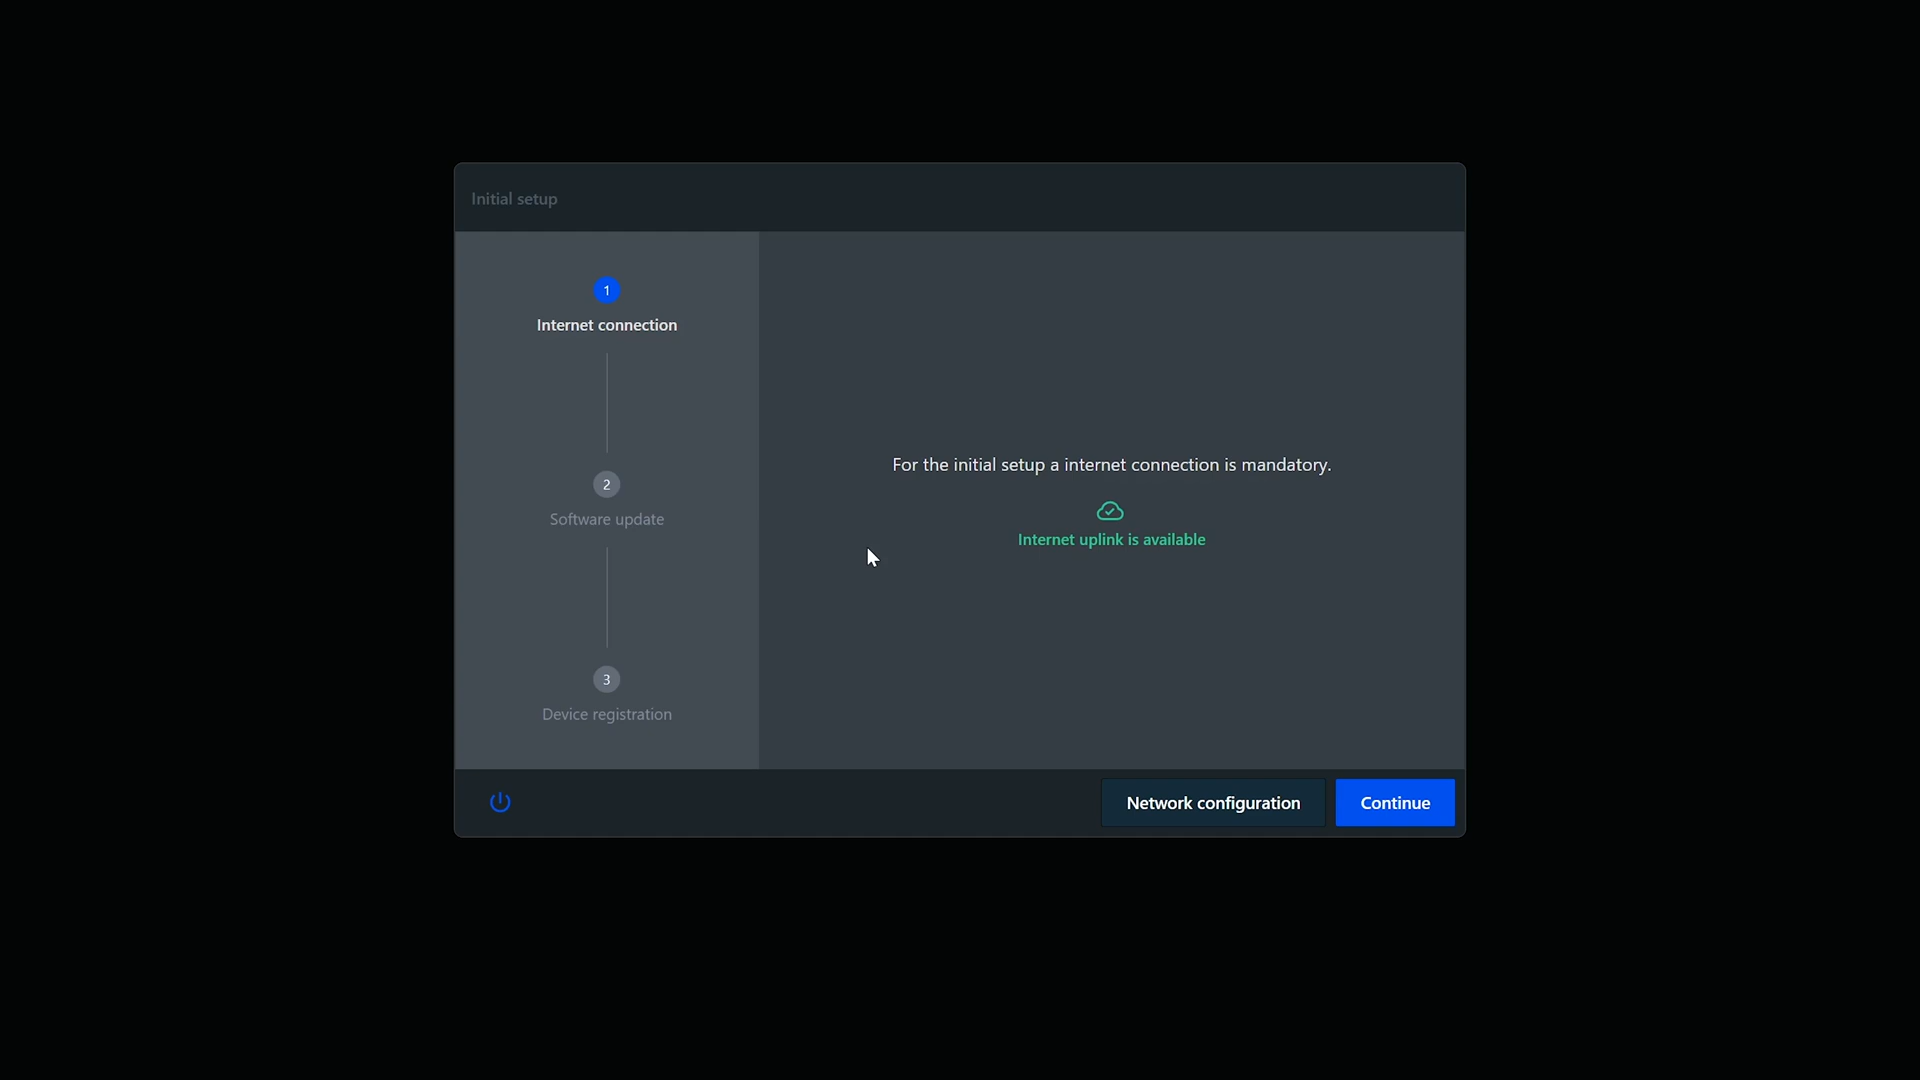 Initial setup
1
Internet connection
2
Software update
3
Device registration
For the initial setup a internet connection is mandatory.
Internet uplink is available
Network configuration
Continue